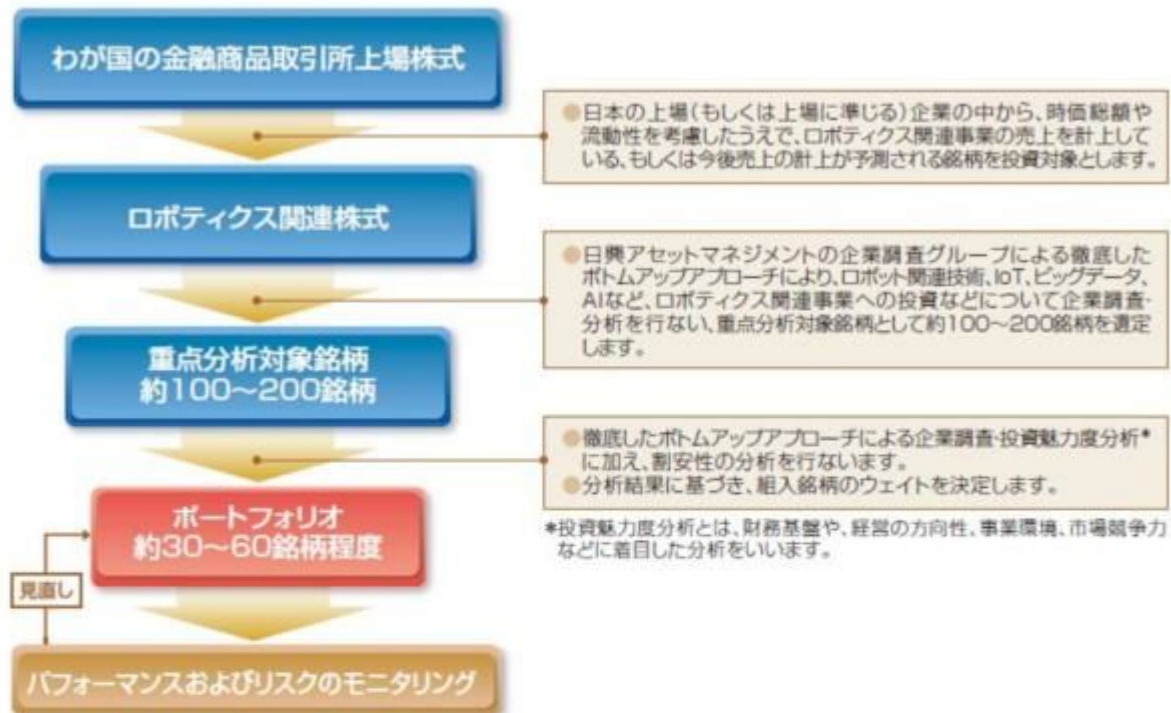 わが国の金融商品取引所上場株式
●日本の上場(もしくは上場に準じる)企業の中から、時価総額や
流動性を考慮したうえで、ロボティクス関連事業の売上を計上して
いる、もしくは今後売上の計上が予測される銘柄を投資対象とします。
ロボティクス関連株式
●日興アセットマネジメントの企業調査グループによる徹底した
ボトムアップアプローチにより、ロボット関連技術、IoT、ビッグデータ、
AIなど、ロボティクス関連事業への投資などについて企業調査・
分析を行ない、重点分析対象銘柄として約100～200銘柄を選定
します。
重点分析対象銘柄
約100～200銘柄
●徹底したボトムアップアプローチによる企業調査・投資魅力度分析*
に加え、割安性の分析を行ないます。
●分析結果に基づき、組入銘柄のウェイトを決定します。
ポートフォリオ
約30～60銘柄程度
*投資魅力度分析とは、財務基盤や、経営の方向性、事業環境、市場競争力
などに着目した分析をいいます。
見直し
パフォーマンスおよびリスクのモニタリング